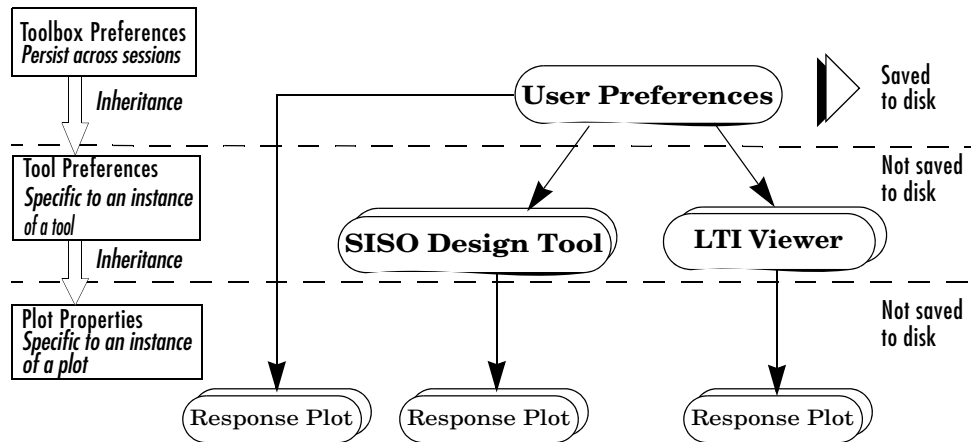 Toolbox Preferences
Persist across sessions
Inheritance
User Preferences
Saved
to disk
Tool Preferences
Specific to an instance
of a tool
Not saved
to disk
SISO Design Tool
LTI Viewer
Inheritance
Plot Properties
Specific to an instance
of a plot
Not saved
to disk
Response Plot
Response Plot
Response Plot